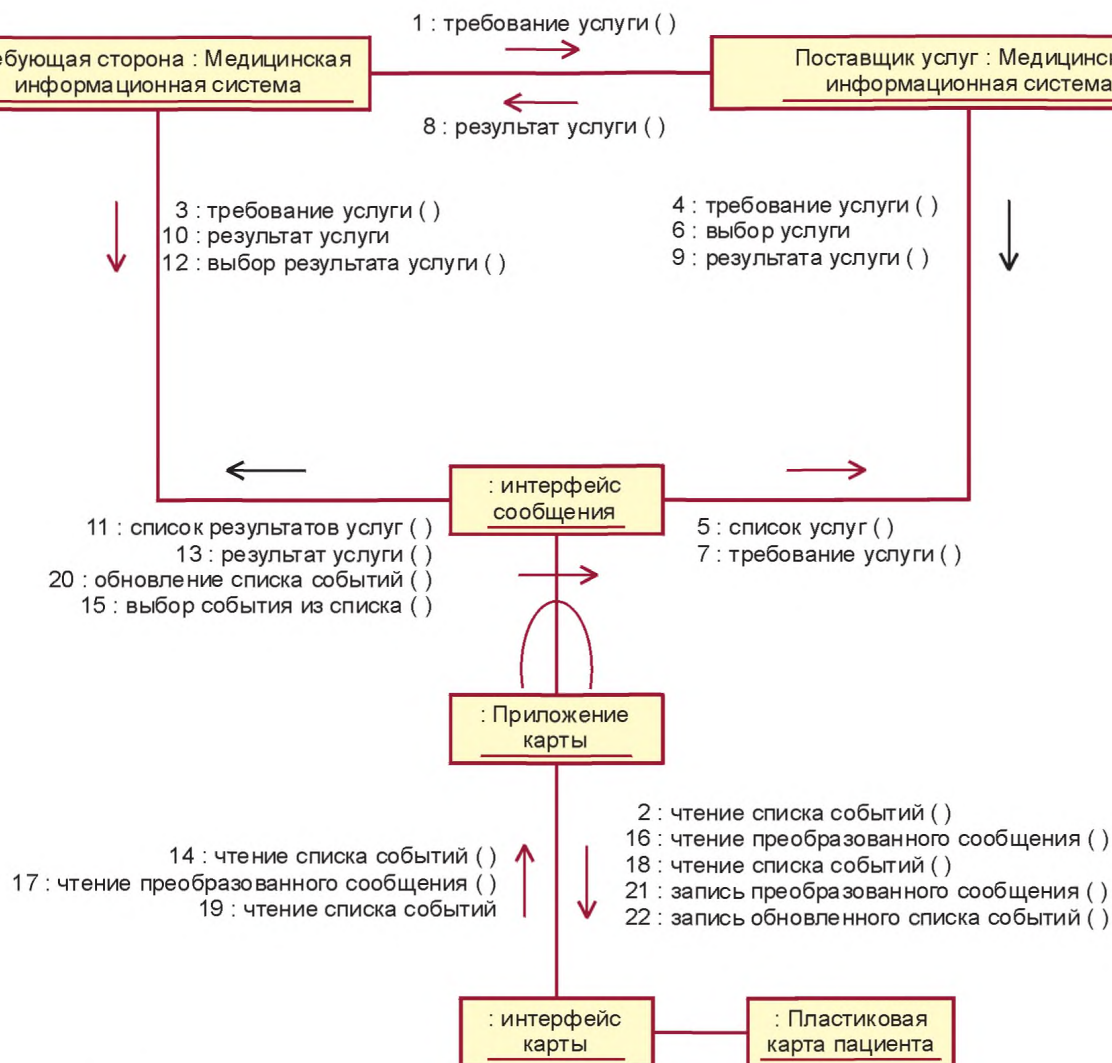 1 : требование услуги ( )
сторона : Медицинская
информационная система
Поставщик услуг :
информационная система
8 : результат услуги ( )
3 : требование услуги ( )
10 : результат услуги
12 : выбор результата услуги ( )
4 : требование услуги ( )
6 : выбор услуги
9 : результата услуги ( )
: интерфейс
сообщения
11 : список результатов услуг ( )
13 : результат услуги ( )
20 : обновление списка событий ( )
15 : выбор события из списка ( )
5 : список услуг ( )
7 : требование услуги ( )
: Приложение
карты
14 : чтение списка событий ( )
17 : чтение преобразованного сообщения ( )
19 : чтение списка событий
2 : чтение списка событий ( )
16 : чтение преобразованного сообщения ( )
18 : чтение списка событий ( )
21 : запись преобразованного сообщения ( )
22 : запись обновленного списка событий ( )
: интерфейс
карты
: Пластиковая
карта пациента